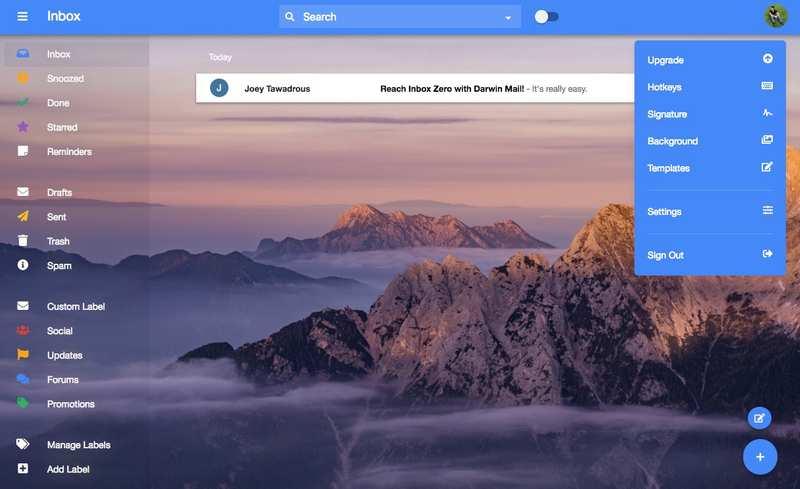 Inbox
Search
Today
J
Joey Tawadrous
Reach Inbox Zero with Darwin Mail! - It's really easy.
Inbox
Snoozed
Done
Starred
Reminders
Drafts
Sent
Trash
Spam
Custom Label
Social
Updates
Forums
Promotions
Manage Labels
Add Label
Upgrade
Hotkeys
Signature
Background
Templates
Settings
Sign Out